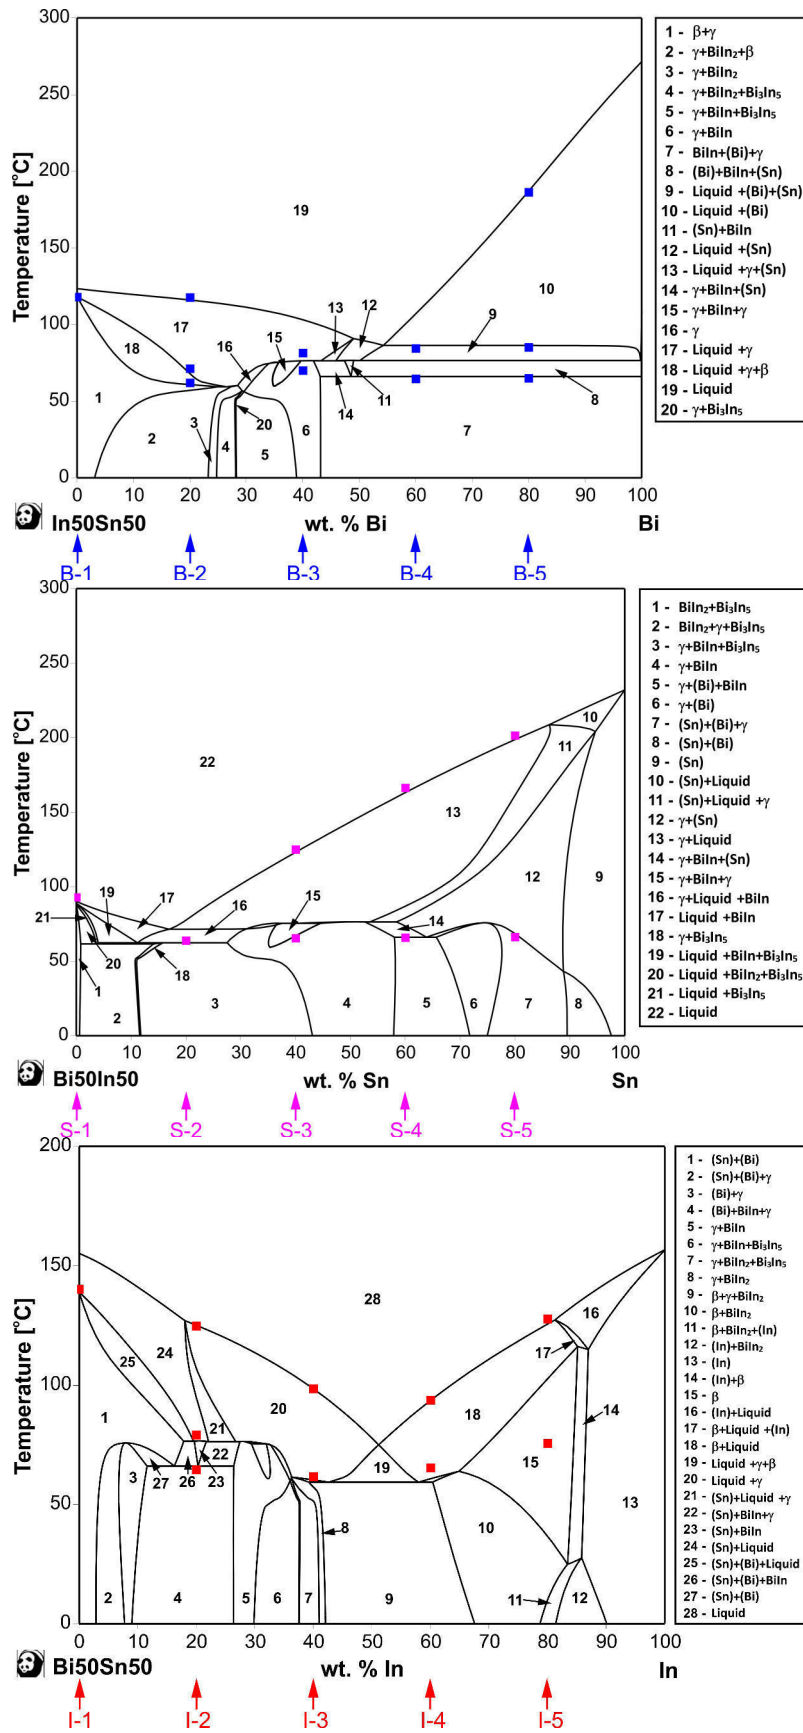 300
250
200
150
100
50
0
Temperature [°C]
19
10
13
12
9
17
16
15
18
1
2
3
4
20
5
6
14
11
7
8
0 10 20 30 40 50 60 70 80 90 100
In50Sn50 wt. % Bi Bi
B-1 B-2 B-3 B-4 B-5
1 - β+γ
2 - γ+BiIn₂+β
3 - γ+BiIn₂
4 - γ+BiIn₂+Bi₃In₅
5 - γ+BiIn+Bi₃In₅
6 - γ+BiIn
7 - BiIn+(Bi)+γ
8 - (Bi)+BiIn+(Sn)
9 - Liquid +(Bi)+(Sn)
10 - Liquid +(Bi)
11 - (Sn)+BiIn
12 - Liquid +(Sn)
13 - Liquid +γ+(Sn)
14 - γ+BiIn+(Sn)
15 - γ+BiIn+γ
16 - γ
17 - Liquid +γ
18 - Liquid +γ+β
19 - Liquid
20 - γ+Bi₃In₅
300
250
200
150
100
50
0
Temperature [°C]
22
10
11
13
12
9
19
17
16
15
21
14
20
18
1
2
3
4
5
6
7
8
0 10 20 30 40 50 60 70 80 90 100
Bi50In50 wt. % Sn Sn
S-1 S-2 S-3 S-4 S-5
1 - BiIn₂+Bi₃In₅
2 - BiIn₂+γ+Bi₃In₅
3 - γ+BiIn+Bi₃In₅
4 - γ+BiIn
5 - γ+(Bi)+BiIn
6 - γ+(Bi)
7 - (Sn)+(Bi)+γ
8 - (Sn)+(Bi)
9 - (Sn)
10 - (Sn)+Liquid
11 - (Sn)+Liquid +γ
12 - γ+(Sn)
13 - γ+Liquid
14 - γ+BiIn+(Sn)
15 - γ+BiIn+γ
16 - γ+Liquid +BiIn
17 - Liquid +BiIn
18 - γ+Bi₃In₅
19 - Liquid +BiIn+Bi₃In₅
20 - Liquid +BiIn₂+Bi₃In₅
21 - Liquid +Bi₃In₅
22 - Liquid
200
150
100
50
0
Temperature [°C]
28
16
25
24
17
20
18
14
1
21
22
19
15
3
27
26
23
13
8
10
2
4
5
6
7
9
11
12
0 10 20 30 40 50 60 70 80 90 100
Bi50Sn50 wt. % In In
I-1 I-2 I-3 I-4 I-5
1 - (Sn)+(Bi)
2 - (Sn)+(Bi)+γ
3 - (Bi)+γ
4 - (Bi)+BiIn+γ
5 - γ+BiIn
6 - γ+BiIn+Bi₃In₅
7 - γ+BiIn₂+Bi₃In₅
8 - γ+BiIn₂
9 - β+γ+BiIn₂
10 - β+BiIn₂
11 - β+BiIn₂+(In)
12 - (In)+BiIn₂
13 - (In)
14 - (In)+β
15 - β
16 - (In)+Liquid
17 - β+Liquid +(In)
18 - β+Liquid
19 - Liquid +γ+β
20 - Liquid +γ
21 - (Sn)+Liquid +γ
22 - (Sn)+BiIn+γ
23 - (Sn)+BiIn
24 - (Sn)+Liquid
25 - (Sn)+(Bi)+Liquid
26 - (Sn)+(Bi)+BiIn
27 - (Sn)+(Bi)
28 - Liquid